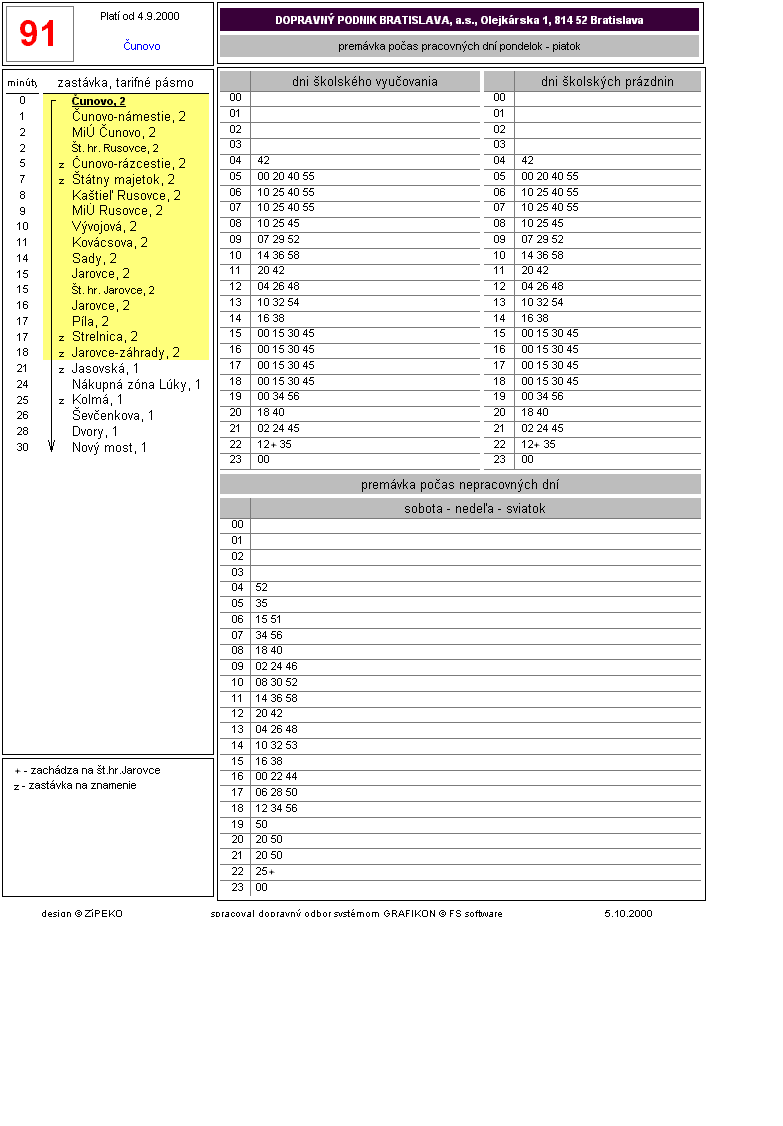 91
Platí od 4.9.2000
Čunovo
DOPRAVNÝ PODNIK BRATISLAVA, a.s., Olejkárska 1, 814 52 Bratislava
premávka počas pracovných dní pondelok - piatok
minúty zastávka, tarifné pásmo
0 Čunovo, 2
1 Čunovo-námestie, 2
2 MiÚ Čunovo, 2
2 Št. hr. Rusovce, 2
5 z Čunovo-rázcestie, 2
7 z Štátny majetok, 2
8 Kaštieľ Rusovce, 2
9 MiÚ Rusovce, 2
10 Vývojová, 2
11 Kovácsova, 2
14 Sady, 2
15 Jarovce, 2
15 Št. hr. Jarovce, 2
16 Jarovce, 2
17 Píla, 2
17 z Strelnica, 2
18 z Jarovce-záhrady, 2
21 z Jasovská, 1
24 Nákupná zóna Lúky, 1
25 z Kolmá, 1
26 Ševčenkova, 1
28 Dvory, 1
30 Nový most, 1
+ - zachádza na št.hr.Jarovce
z - zastávka na znamenie
dni školského vyučovania
00
01
02
03
04 42
05 00 20 40 55
06 10 25 40 55
07 10 25 40 55
08 10 25 45
09 07 29 52
10 14 36 58
11 20 42
12 04 26 48
13 10 32 54
14 16 38
15 00 15 30 45
16 00 15 30 45
17 00 15 30 45
18 00 15 30 45
19 00 34 56
20 18 40
21 02 24 45
22 12+ 35
23 00
dni školských prázdnin
00
01
02
03
04 42
05 00 20 40 55
06 10 25 40 55
07 10 25 40 55
08 10 25 45
09 07 29 52
10 14 36 58
11 20 42
12 04 26 48
13 10 32 54
14 16 38
15 00 15 30 45
16 00 15 30 45
17 00 15 30 45
18 00 15 30 45
19 00 34 56
20 18 40
21 02 24 45
22 12+ 35
23 00
premávka počas nepracovných dní
sobota - nedeľa - sviatok
00
01
02
03
04 52
05 35
06 15 51
07 34 56
08 18 40
09 02 24 46
10 08 30 52
11 14 36 58
12 20 42
13 04 26 48
14 10 32 53
15 16 38
16 00 22 44
17 06 28 50
18 12 34 56
19 50
20 20 50
21 20 50
22 25+
23 00
design © ZiPEKO spracoval dopravný odbor systémom GRAFIKON © FS software 5.10.2000